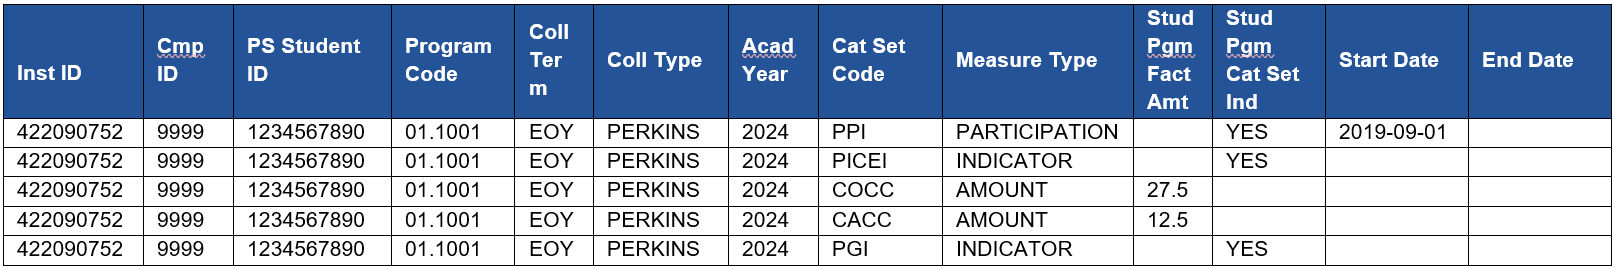 Inst ID Cmp ID PS Student ID Program Code Coll Ter m Coll Type Acad Year Cat Set Code Measure Type Stud Pgm Fact Amt Stud Pgm Cat Set Ind Start Date End Date
422090752 9999 1234567890 01.1001 EOY PERKINS 2024 PPI PARTICIPATION YES 2019-09-01
422090752 9999 1234567890 01.1001 EOY PERKINS 2024 PICEI INDICATOR YES
422090752 9999 1234567890 01.1001 EOY PERKINS 2024 COCC AMOUNT 27.5
422090752 9999 1234567890 01.1001 EOY PERKINS 2024 CACC AMOUNT 12.5
422090752 9999 1234567890 01.1001 EOY PERKINS 2024 PGI INDICATOR YES